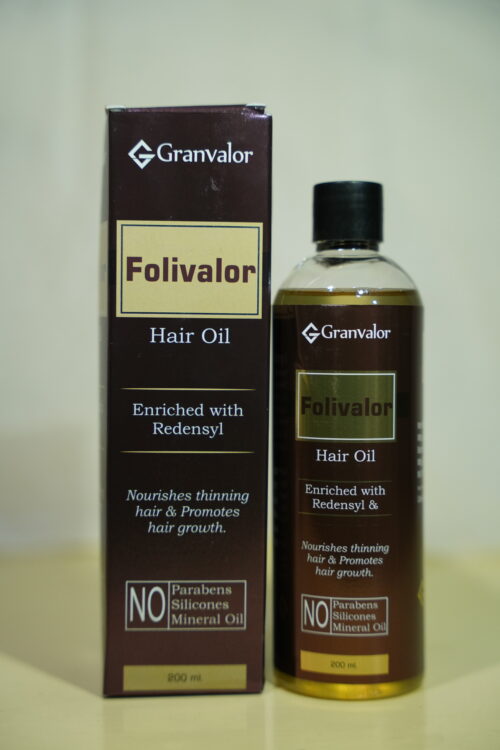 Granvalor
Folivalor
Hair Oil
Enriched with
Redensyl
Nourishes thinning
hair & Promotes
hair growth.
NO
Parabens
Silicones
Mineral Oil
200 ml.
Granvalor
Folivalor
Hair Oil
Enriched with
Redensyl &
Nourishes thinning
hair & Promotes
hair growth.
NO
Parabens
Silicones
Mineral Oil
200 ml.